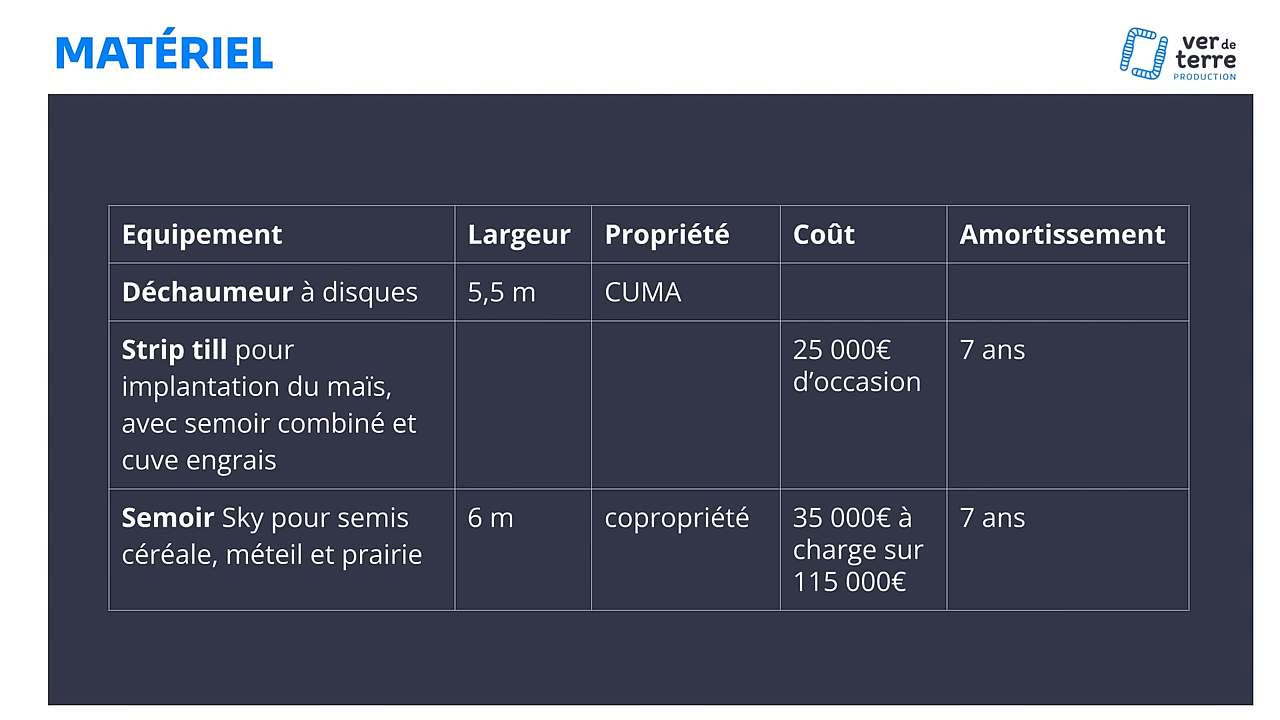 MATÉRIEL
ver de
terre
PRODUCTION
Equipement Largeur Propriété Coût Amortissement
Déchaumeur à disques 5,5 m CUMA
Strip till pour 25 000€ 7 ans
implantation du maïs, d’occasion
avec semoir combiné et
cuve engrais
Semoir Sky pour semis 6 m copropriété 35 000€ à 7 ans
céréale, méteil et prairie charge sur
115 000€